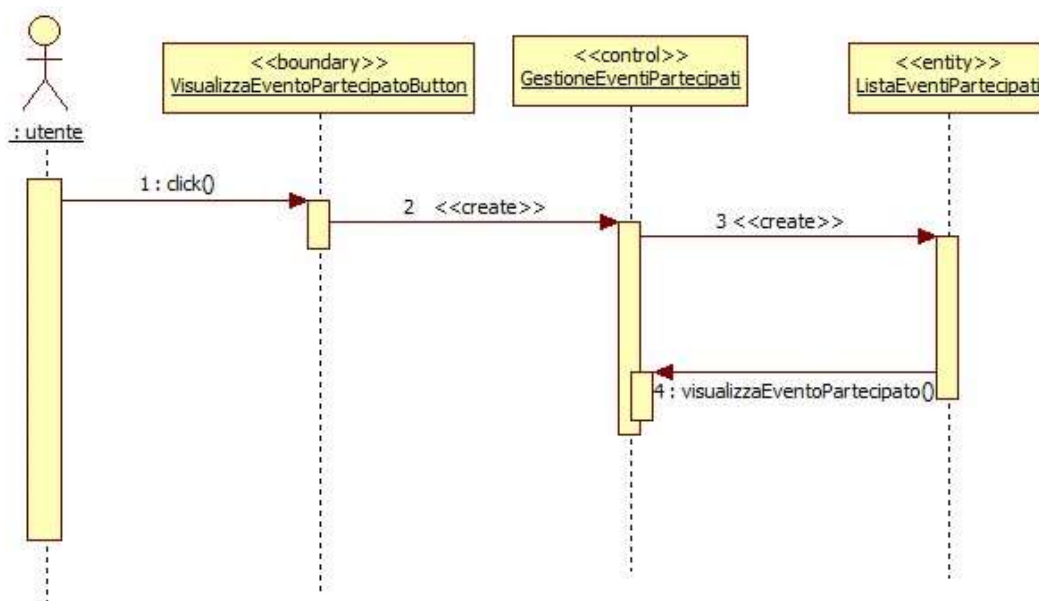 <<boundary>>
VisualizzaEventoPartecipatoButton
<<control>>
GestioneEventiPartecipati
<<entity>>
ListaEventiPartecipati
: utente
1 : click()
2 <<create>>
3 <<create>>
4 : visualizzaEventoPartecipato()